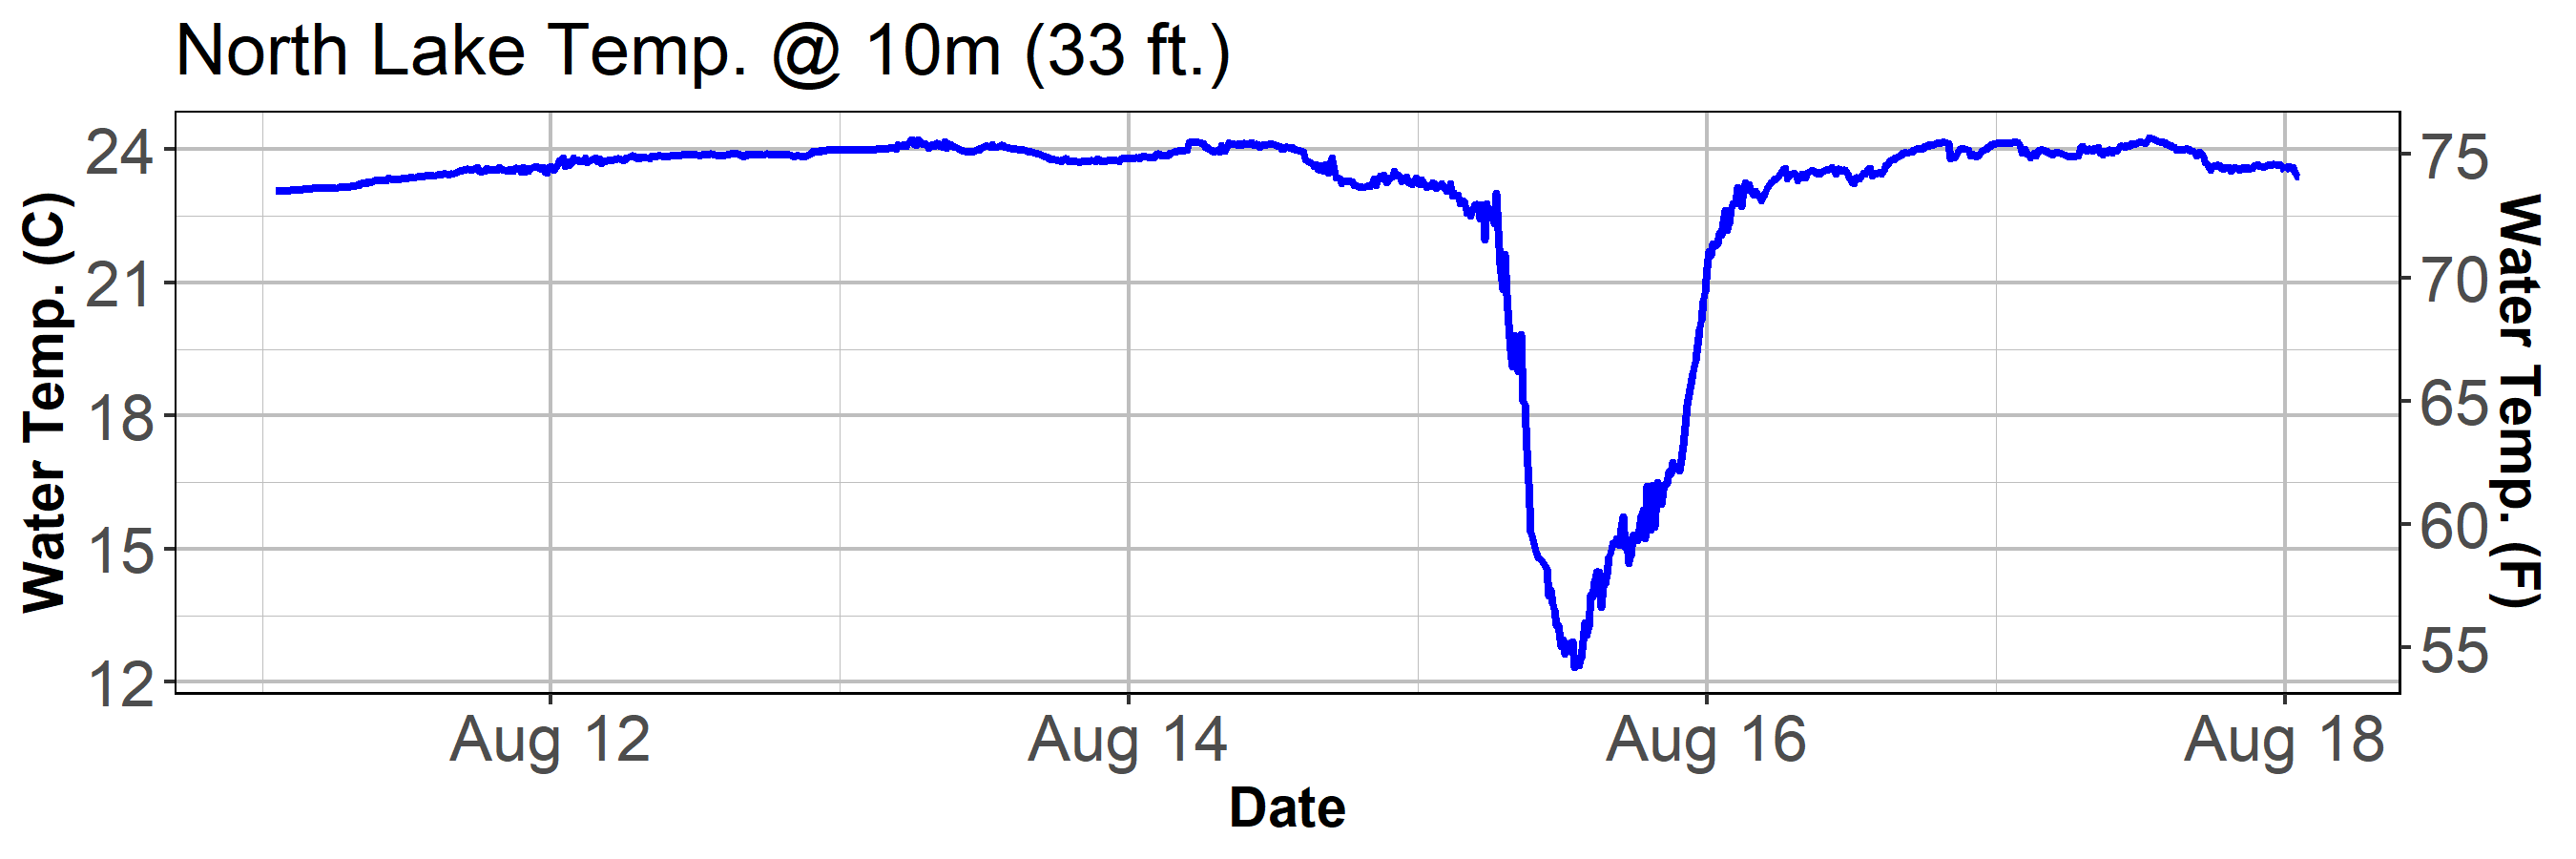 North Lake Temp. @ 10m (33 ft.)
Water Temp. (C)
24
21
18
15
12
75
70
65
60
55
Water Temp. (F)
Aug 12 Aug 14 Aug 16 Aug 18
Date